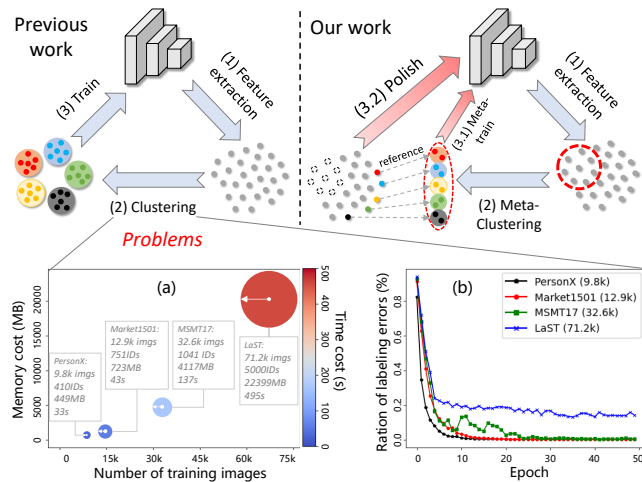 Previous
work
(1) Feature
extraction
(3) Train
(2) Clustering
Our work
(1) Feature
extraction
(3.2) Polish
(3.1) Meta-
train
reference
(2) Meta-
Clustering
Problems
(a)
Memory cost (MB)
20000
15000
10000
5000
0
PersonX:
9.8k imgs
410IDs
449MB
33s
Market1501:
12.9k imgs
751IDs
723MB
43s
MSMT17:
32.6k imgs
1041 IDs
4117MB
137s
LaST:
71.2k imgs
5000IDs
22399MB
495s
0
15k
30k
45k
60k
75k
Number of training images
500
400
300
200
100
0
Time cost (s)
(b)
Ration of labeling errors (%)
0.8
0.6
0.4
0.2
0.0
PersonX (9.8k)
Market1501 (12.9k)
MSMT17 (32.6k)
LaST (71.2k)
0
10
20
30
40
50
Epoch